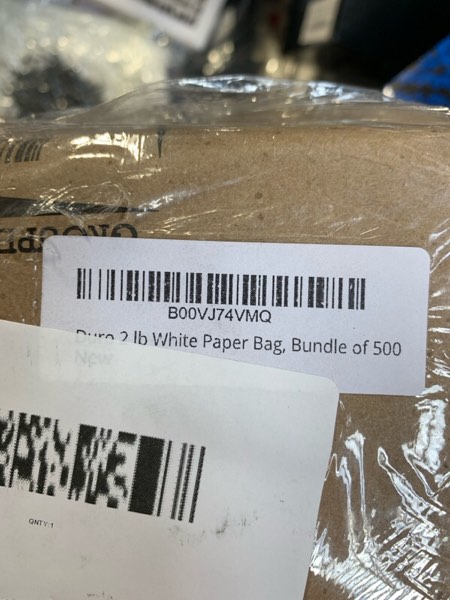 B00VJ74VMQ
Duro 2 lb White Paper Bag, Bundle of 500
New
QNTY:1